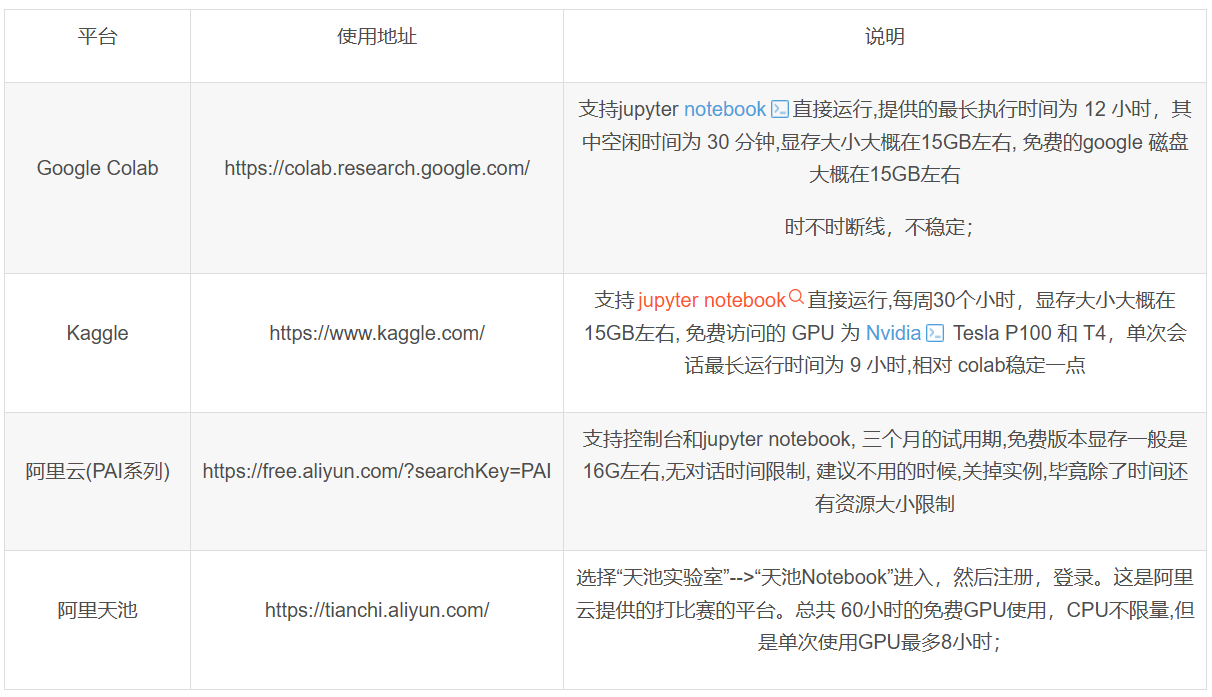 平台
使用地址
说明
Google Colab
https://colab.research.google.com/
支持jupyter notebook直接运行,提供的最长执行时间为 12 小时，其
中空闲时间为 30 分钟,显存大小大概在15GB左右, 免费的google 磁盘
大概在15GB左右
时不时断线，不稳定；
Kaggle
https://www.kaggle.com/
支持 jupyter notebook直接运行,每周30个小时，显存大小大概在
15GB左右, 免费访问的 GPU 为 Nvidia Tesla P100 和 T4，单次会
话最长运行时间为 9 小时,相对 colab稳定一点
阿里云(PAI系列)
https://free.aliyun.com/?searchKey=PAI
支持控制台和jupyter notebook, 三个月的试用期,免费版本显存一般是
16G左右,无对话时间限制, 建议不用的时候,关掉实例,毕竟除了时间还
有资源大小限制
阿里天池
https://tianchi.aliyun.com/
选择“天池实验室”-->“天池Notebook”进入，然后注册，登录。这是阿里
云提供的打比赛的平台。总共 60小时的免费GPU使用，CPU不限量,但
是单次使用GPU最多8小时；